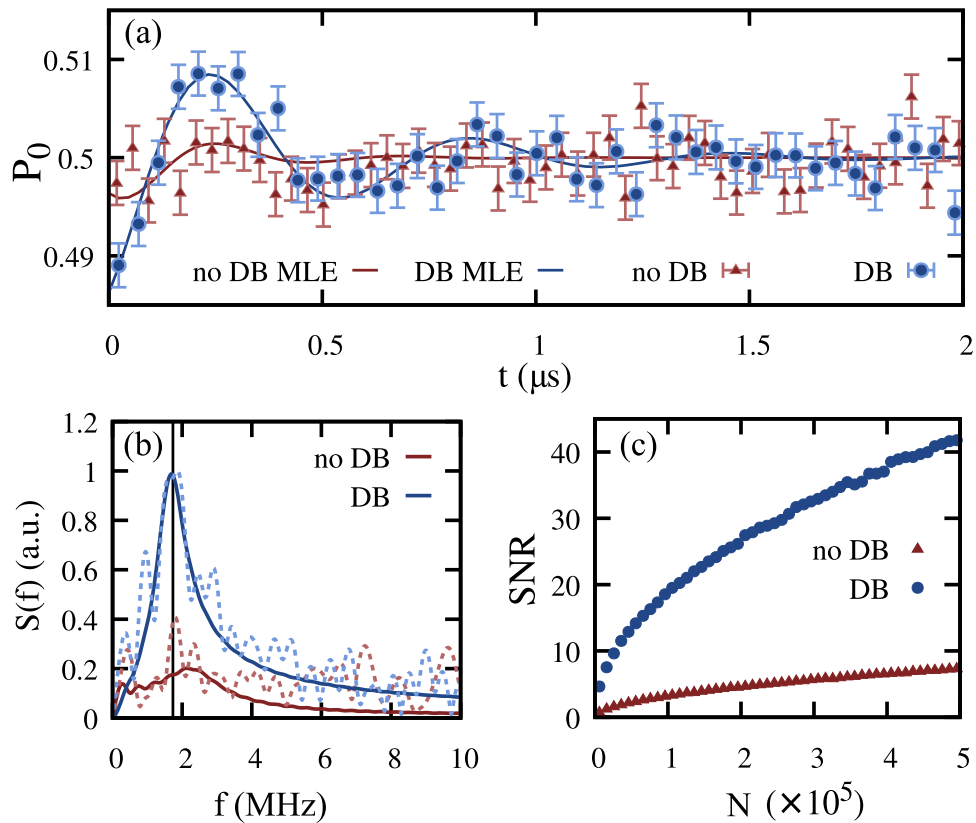 (a)
0.51
0.5
0.49
P0
no DB MLE DB MLE no DB DB
0 0.5 1 1.5 2
t (μs)
(b)
no DB
DB
1.2
1
0.8
0.6
0.4
0.2
0
S(f) (a.u.)
0 2 4 6 8 10
f (MHz)
(c)
40
30
20
10
0
SNR
no DB
DB
0 1 2 3 4 5
N (×10⁵)